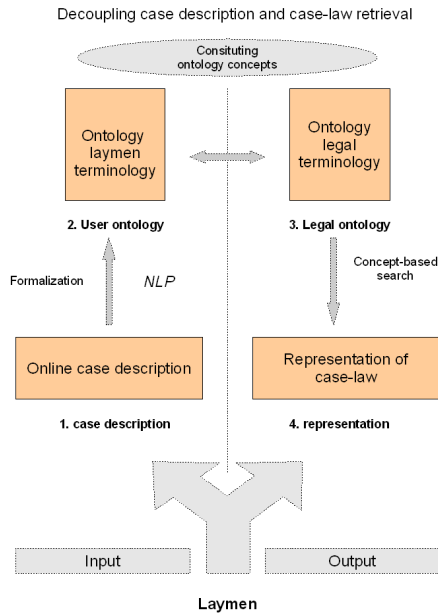 Decoupling case description and case-law retrieval
Consituting
ontology concepts
Ontology
laymen
terminology
Ontology
legal
terminology
2. User ontology
3. Legal ontology
Formalization
NLP
Concept-based
search
Online case description
Representation of
case-law
1. case description
4. representation
Input
Output
Laymen